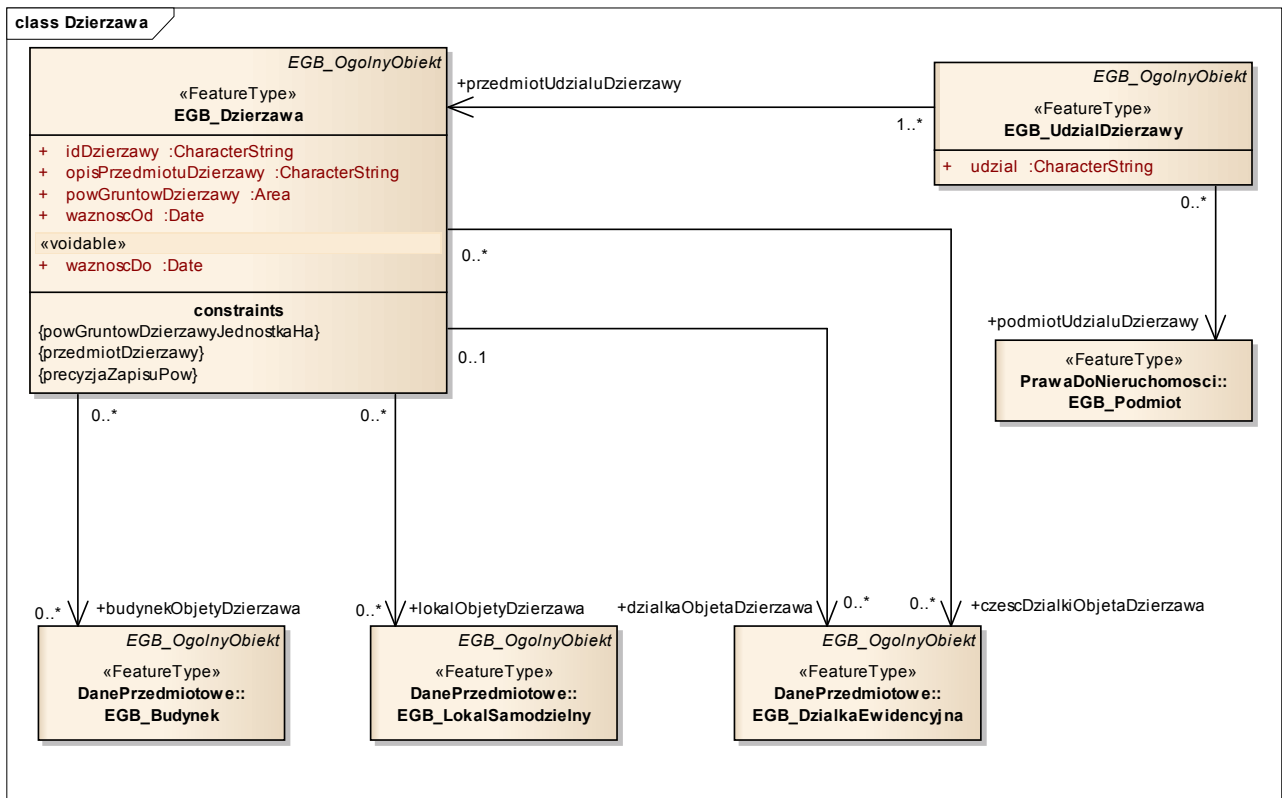 class Dzierzawa
EGB_OgolnyObiekt
«FeatureType»
EGB_Dzierzawa
+ idDzierzawy :CharacterString
+ opisPrzedmiotuDzierzawy :CharacterString
+ powGruntowDzierzawy :Area
+ waznoscOd :Date
«voidable»
+ waznoscDo :Date
constraints
{powGruntowDzierzawyJednostkaHa}
{przedmiotDzierzawy}
{precyzjaZapisuPow}
+przedmiotUdzialuDzierzawy
1..*
EGB_OgolnyObiekt
«FeatureType»
EGB_UdzialDzierzawy
+ udzial :CharacterString
0..*
+podmiotUdzialuDzierzawy
«FeatureType»
PrawaDoNieruchomosci::
EGB_Podmiot
0..*
0..1
0..*
0..*
0..*
+budynekObjetyDzierzawa
0..*
+lokalObjetyDzierzawa
+dzialkaObjetaDzierzawa
0..*
0..*
+czescDzialkiObjetaDzierzawa
EGB_OgolnyObiekt
«FeatureType»
DanePrzedmiotowe::
EGB_Budynek
EGB_OgolnyObiekt
«FeatureType»
DanePrzedmiotowe::
EGB_LokalSamodzielny
EGB_OgolnyObiekt
«FeatureType»
DanePrzedmiotowe::
EGB_DzialkaEwidencyjna